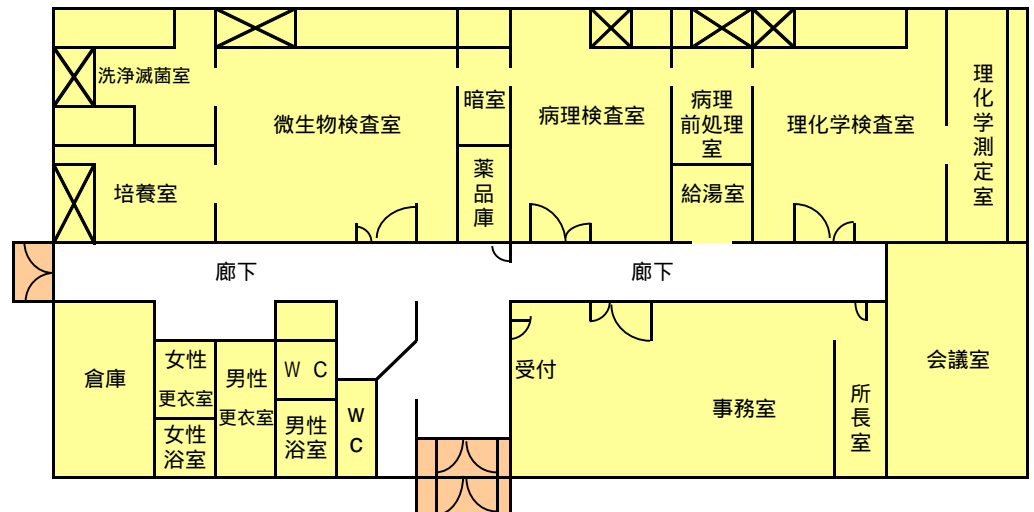 洗浄滅菌室
微生物検査室
暗室
病理検査室
病理
前処理
室
理化学検査室
理化学測定室
培養室
薬品庫
給湯室
廊下
廊下
倉庫
女性
更衣室
女性
浴室
男性
更衣室
W C
男性
浴室
W
C
受付
事務室
所長室
会議室